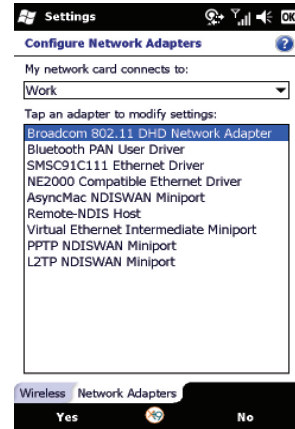 Settings
OK
Configure Network Adapters
?
My network card connects to:
Work
Tap an adapter to modify settings:
Broadcom 802.11 DHD Network Adapter
Bluetooth PAN User Driver
SMSC91C111 Ethernet Driver
NE2000 Compatible Ethernet Driver
AsyncMac NDISWAN Miniport
Remote-NDIS Host
Virtual Ethernet Intermediate Miniport
PPTP NDISWAN Miniport
L2TP NDISWAN Miniport
Wireless Network Adapters
Yes No